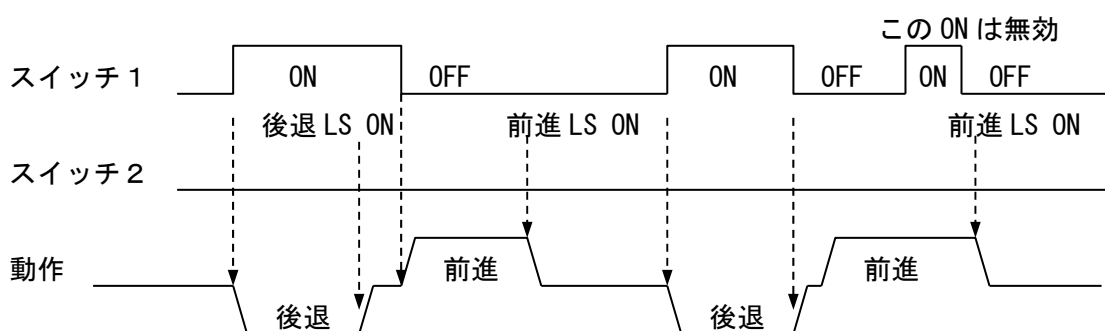 この ON は無効
スイッチ１ ON OFF ON OFF ON OFF
後退 LS ON 前進 LS ON 前進 LS ON
スイッチ２
動作 前進 前進
後退 後退